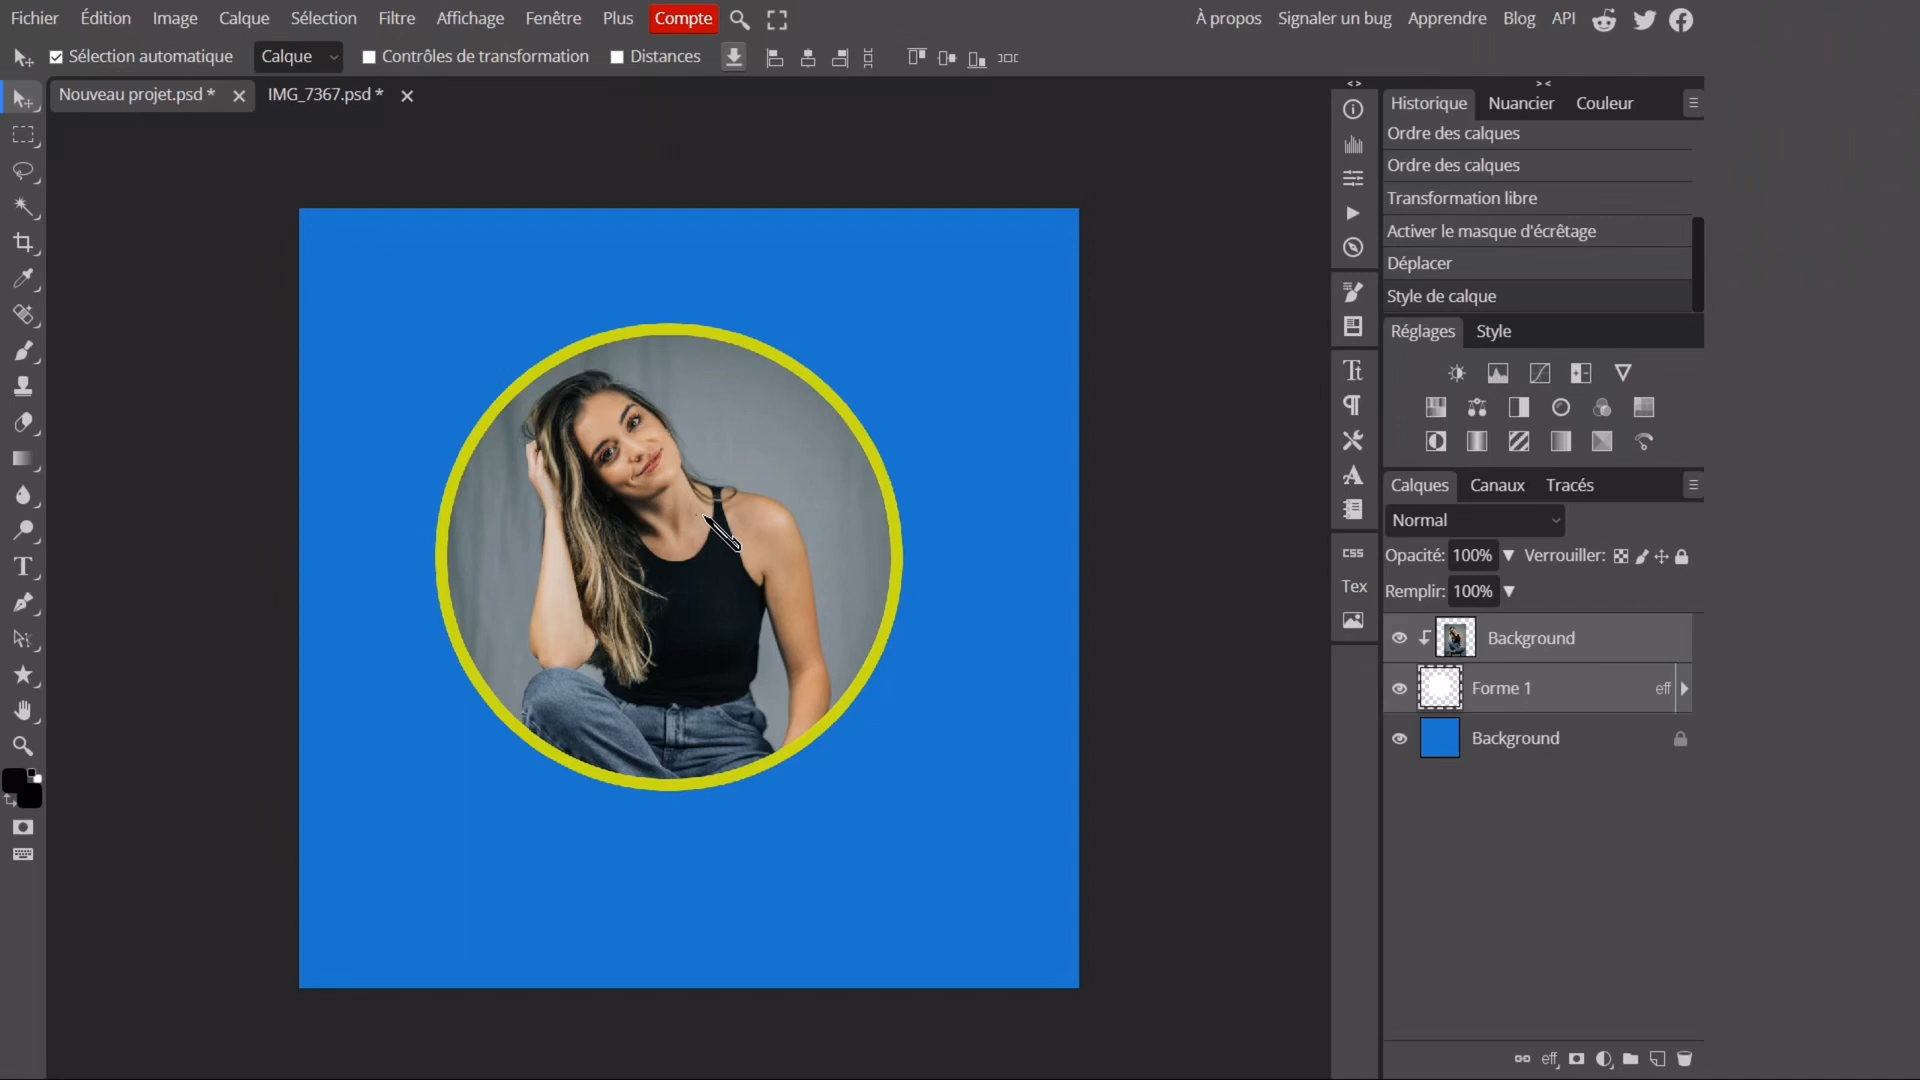 Fichier Édition Image Calque Sélection Filtre Affichage Fenêtre Plus Compte À propos Signaler un bug Apprendre Blog API
Sélection automatique Calque Contrôles de transformation Distances
Nouveau projet.psd * IMG_7367.psd *
Historique Nuancier Couleur
Ordre des calques
Ordre des calques
Transformation libre
Activer le masque d'écrêtage
Déplacer
Style de calque
Réglages Style
Calques Canaux Tracés
Normal
Opacité: 100% Verrouiller:
Remplir: 100%
CSS
Tex
Background
Forme 1 eff
Background
eff